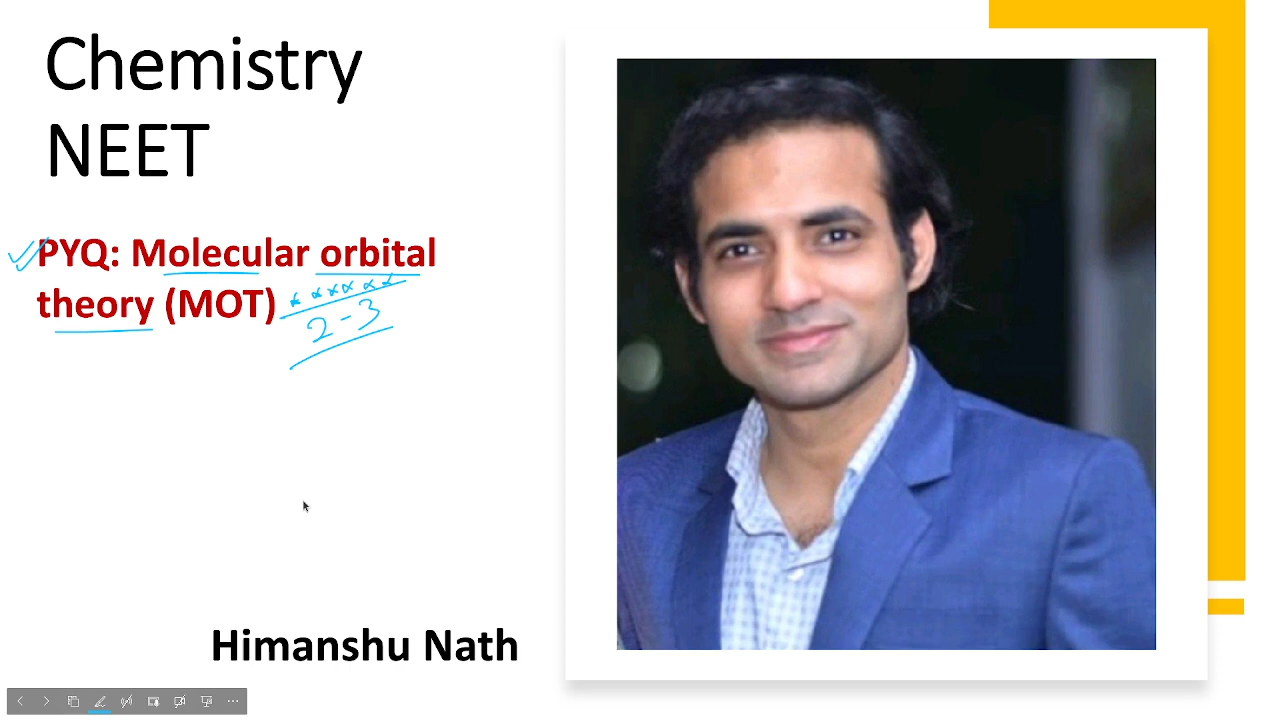 Chemistry
NEET
PYQ: Molecular orbital
theory (MOT)
2-3
Himanshu Nath